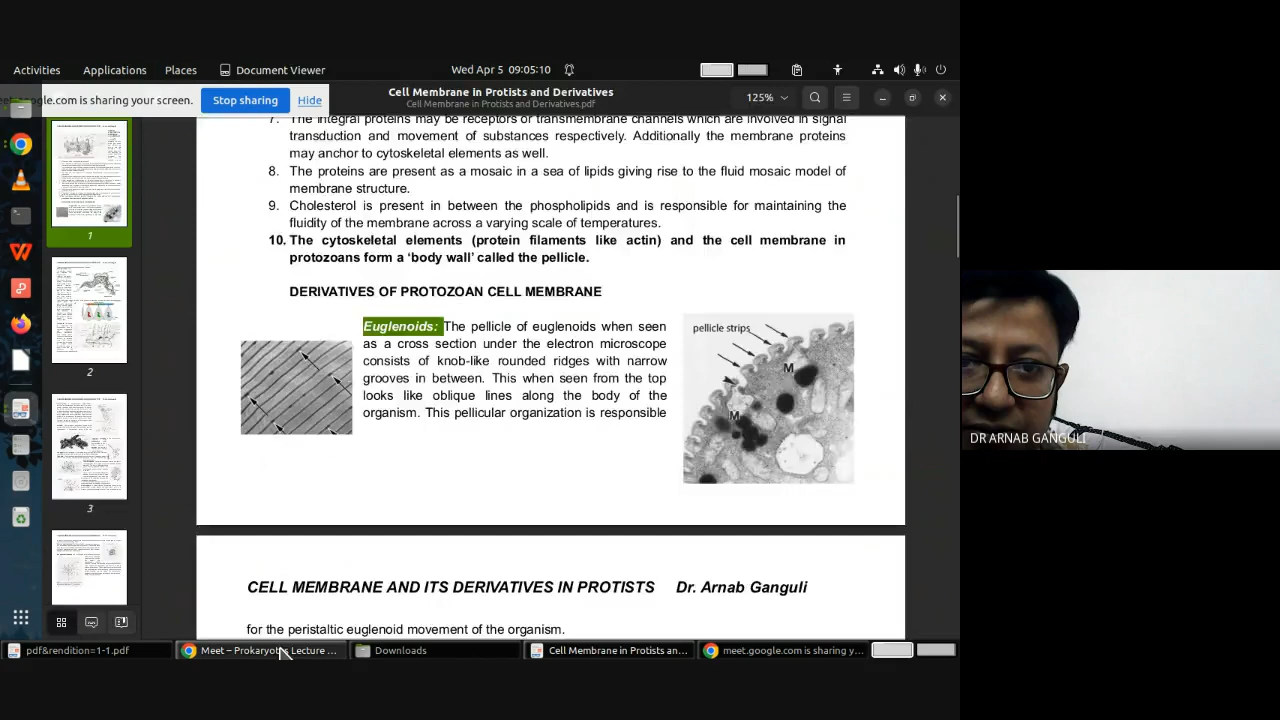 Activities Applications Places Document Viewer Wed Apr 5 09:05:10
meet.google.com is sharing your screen. Stop sharing Hide
Cell Membrane in Protists and Derivatives
Cell Membrane in Protists and Derivatives.pdf
125%
7. The integral proteins may be receptors or transmembrane channels which are involved in signal
transduction and movement of substances respectively. Additionally the membrane proteins
may anchor to cytoskeletal elements as well.
8. The proteins are present as a mosaic in a sea of lipids giving rise to the fluid mosaic model of
membrane structure.
9. Cholesterol is present in between the phospholipids and is responsible for maintaining the
fluidity of the membrane across a varying scale of temperatures.
10. The cytoskeletal elements (protein filaments like actin) and the cell membrane in
protozoans form a ‘body wall’ called the pellicle.
DERIVATIVES OF PROTOZOAN CELL MEMBRANE
Euglenoids: The pellicle of euglenoids when seen
as a cross section under the electron microscope
consists of knob-like rounded ridges with narrow
grooves in between. This when seen from the top
looks like oblique lines along the body of the
organism. This pellicular organization is responsible
pellicle strips
M
M
CELL MEMBRANE AND ITS DERIVATIVES IN PROTISTS Dr. Arnab Ganguli
for the peristaltic euglenoid movement of the organism.
1
2
3
DR ARNAB GANGULI
pdf&rendition=1-1.pdf
Meet – Prokaryotes Lecture ...
Downloads
Cell Membrane in Protists an...
meet.google.com is sharing y...